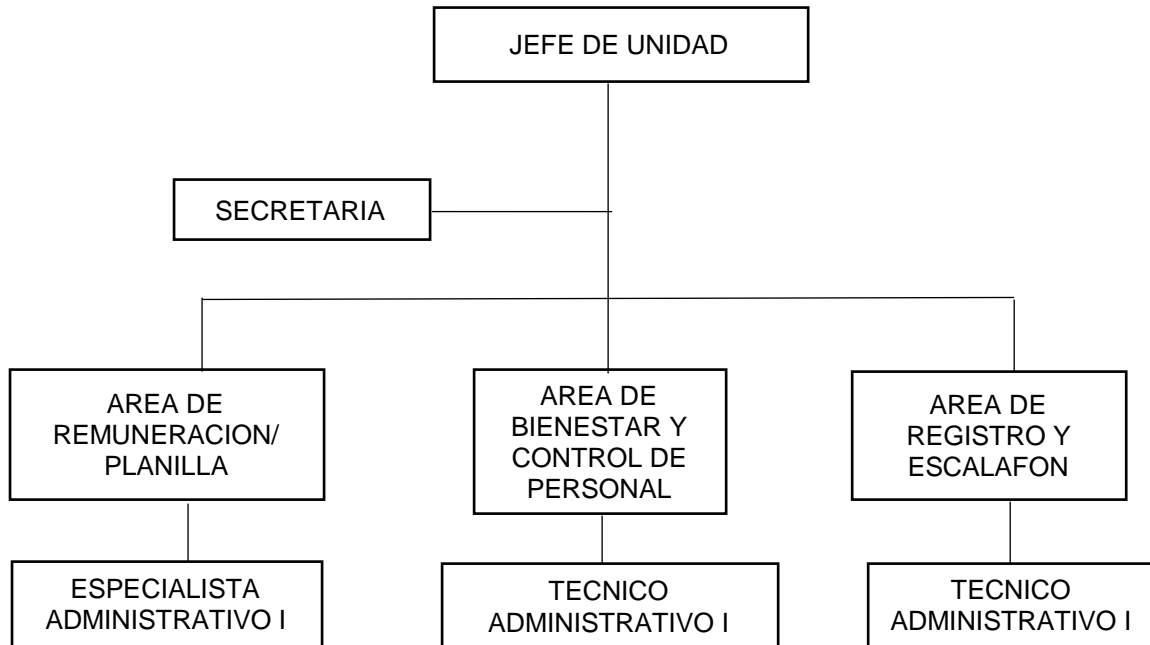 JEFE DE UNIDAD
SECRETARIA
AREA DE
REMUNERACION/
PLANILLA
AREA DE
BIENESTAR Y
CONTROL DE
PERSONAL
AREA DE
REGISTRO Y
ESCALAFON
ESPECIALISTA
ADMINISTRATIVO I
TECNICO
ADMINISTRATIVO I
TECNICO
ADMINISTRATIVO I